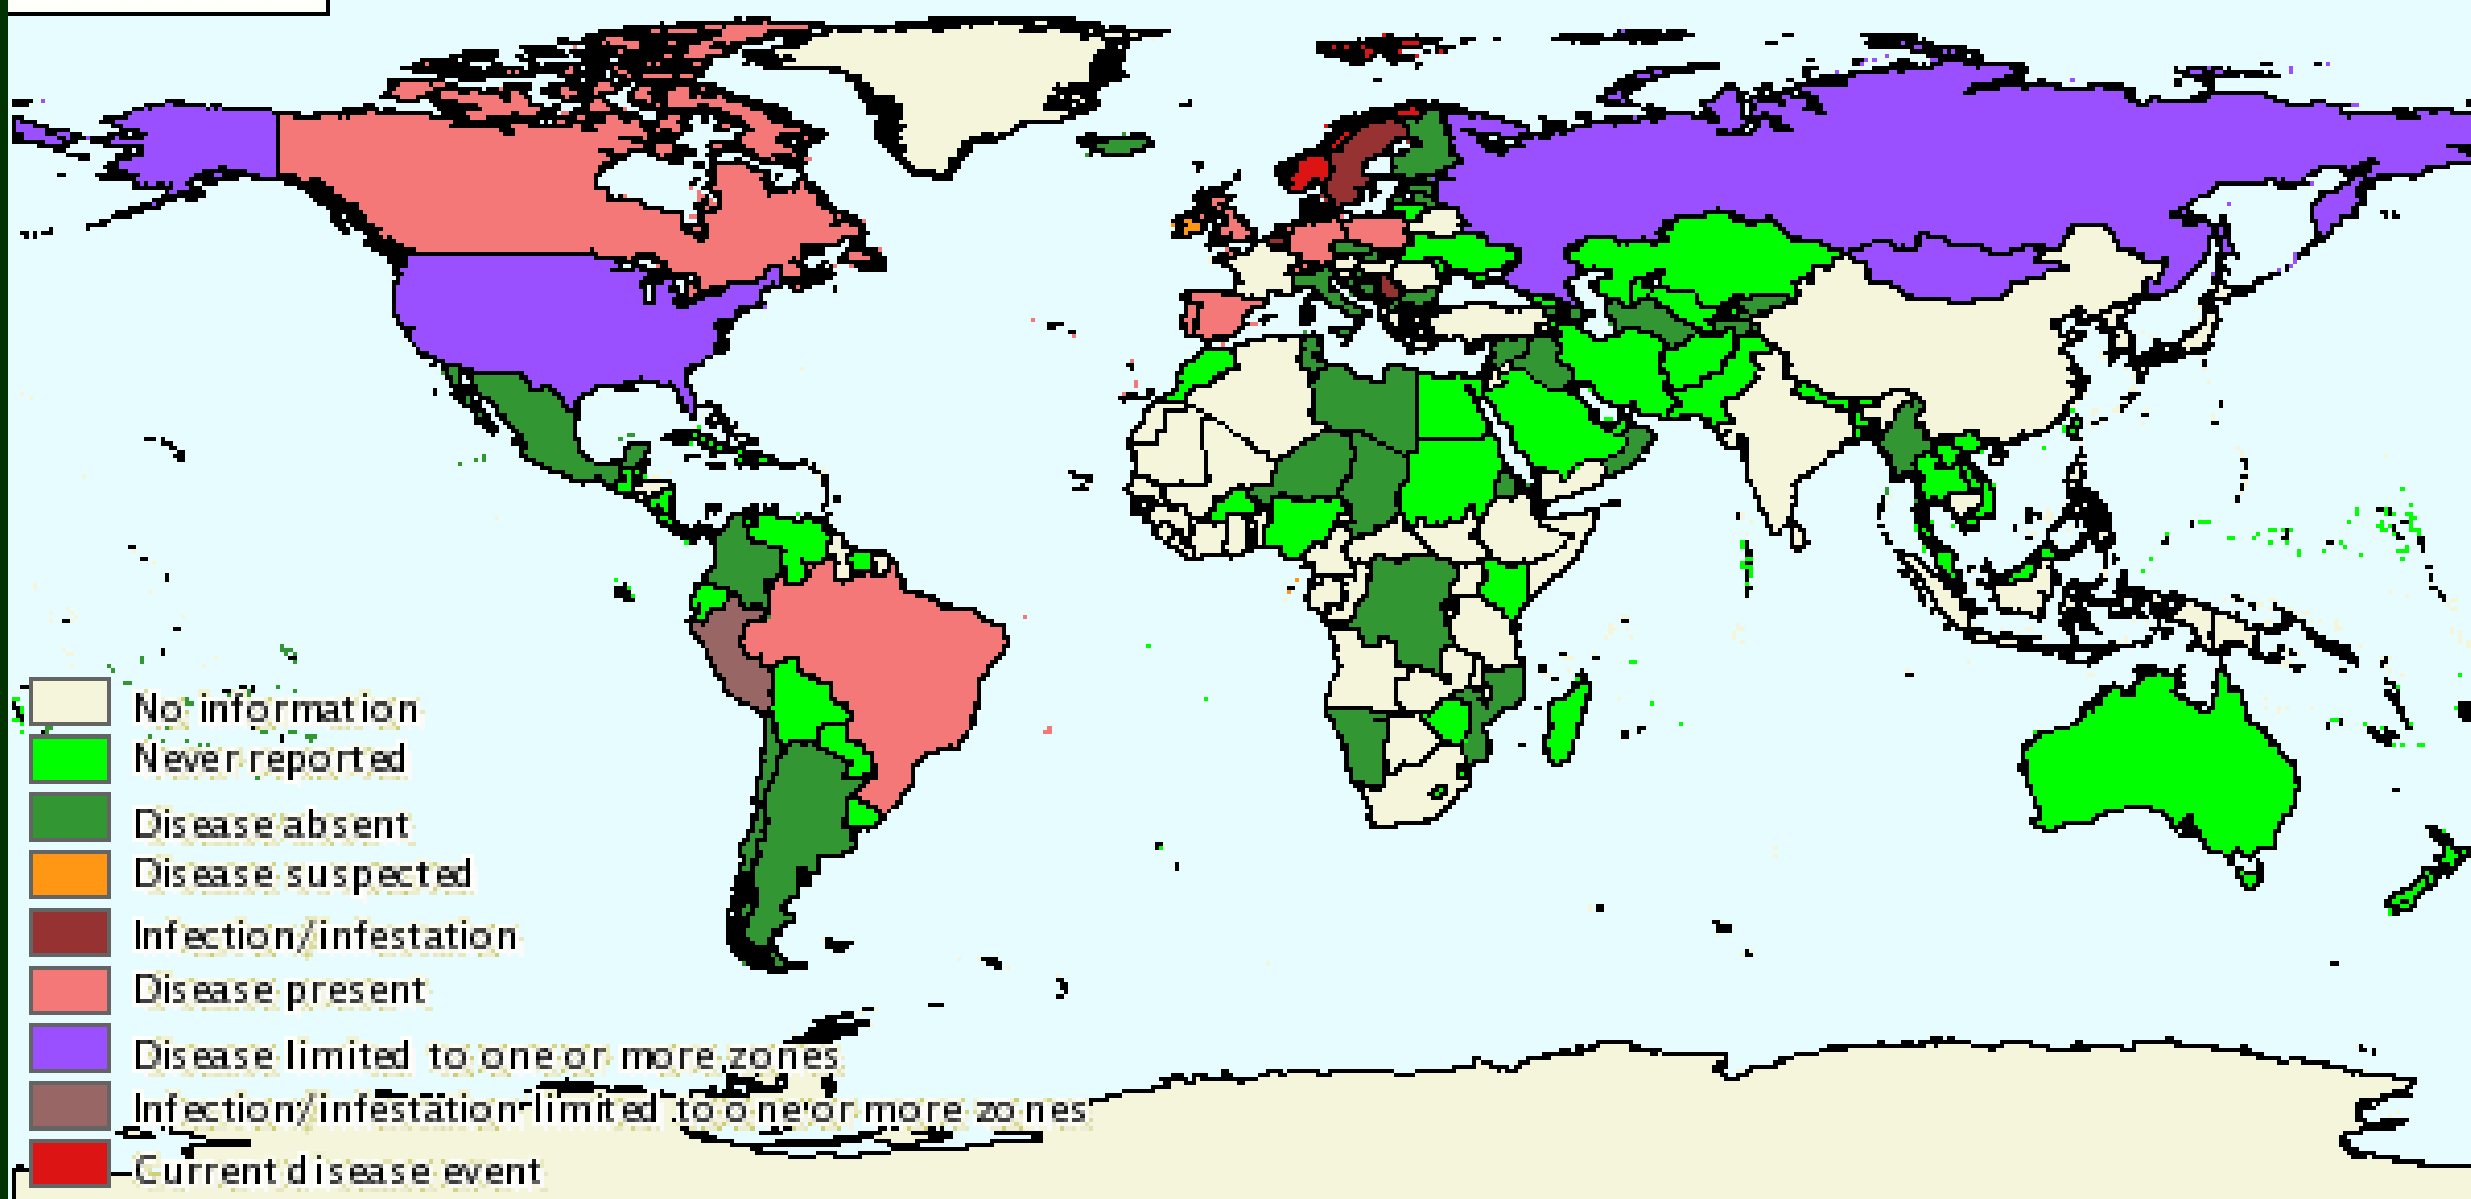 No information
Never reported
Disease absent
Disease suspected
Infection/infestation
Disease present
Disease limited to one or more zones
Infection/infestation limited to one or more zones
Current disease event